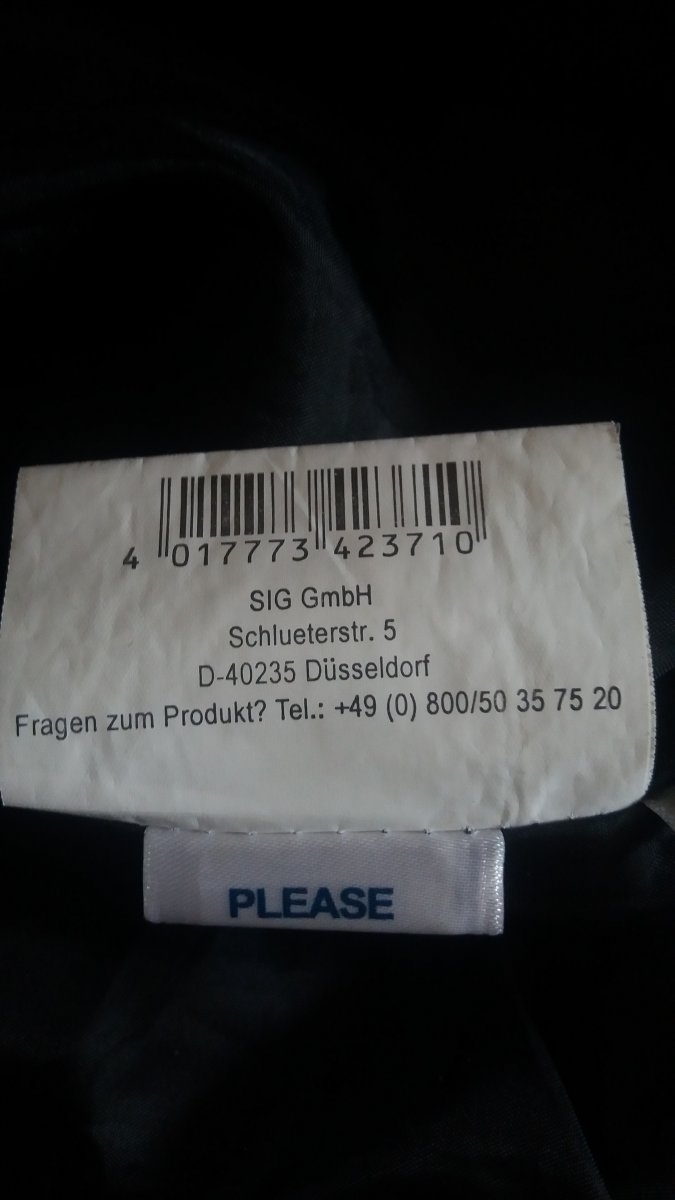 4 017773 423710
SIG GmbH
Schlueterstr. 5
D-40235 Düsseldorf
Fragen zum Produkt? Tel.: +49 (0) 800/50 35 75 20
PLEASE